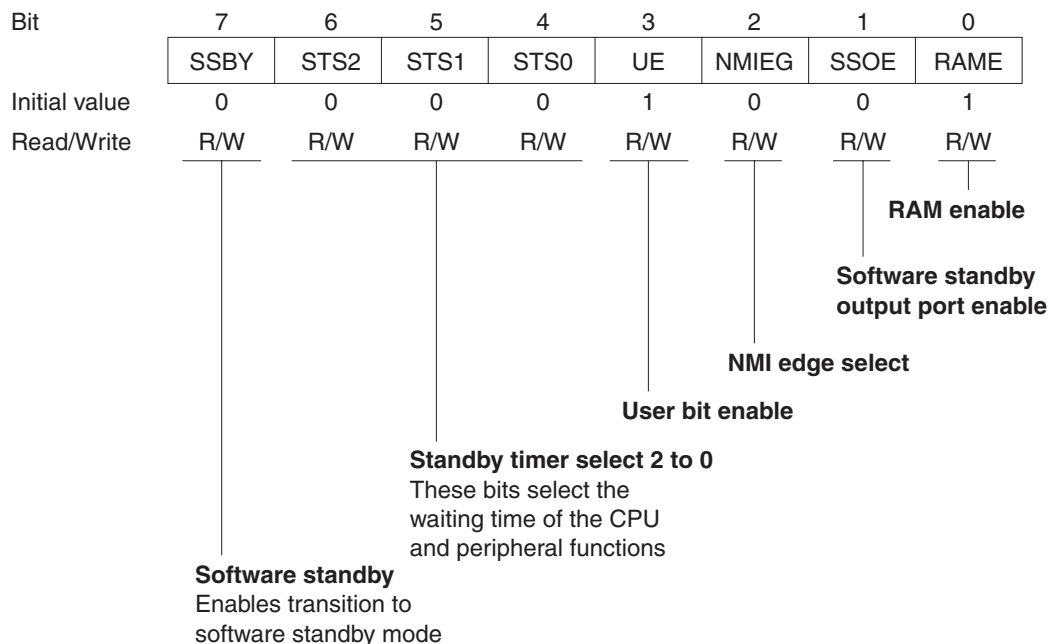 Bit 7 6 5 4 3 2 1 0
SSBY STS2 STS1 STS0 UE NMIEG SSOE RAME
Initial value 0 0 0 0 1 0 0 1
Read/Write R/W R/W R/W R/W R/W R/W R/W R/W
RAM enable
Software standby
output port enable
NMI edge select
User bit enable
Standby timer select 2 to 0
These bits select the
waiting time of the CPU
and peripheral functions
Software standby
Enables transition to
software standby mode